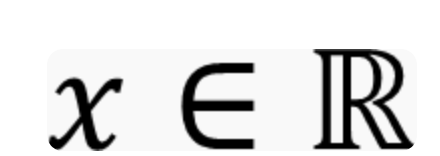 x ∈ ℝ